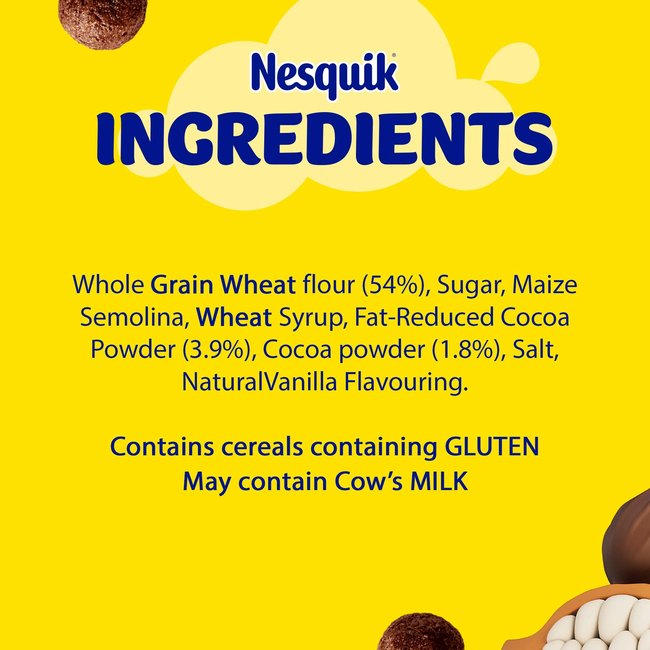 Nesquik®
INGREDIENTS
Whole Grain Wheat flour (54%), Sugar, Maize
Semolina, Wheat Syrup, Fat-Reduced Cocoa
Powder (3.9%), Cocoa powder (1.8%), Salt,
NaturalVanilla Flavouring.
Contains cereals containing GLUTEN
May contain Cow's MILK